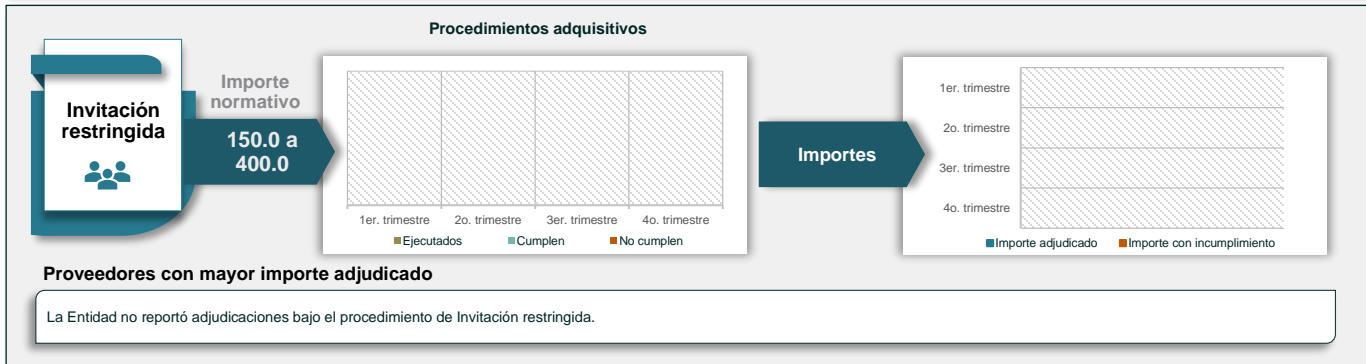 Procedimientos adquisitivos
Invitación
restringida
Importe
normativo
150.0 a
400.0
1er. trimestre
2o. trimestre
3er. trimestre
4o. trimestre
Ejecutados
Cumplen
No cumplen
Importes
1er. trimestre
2o. trimestre
3er. trimestre
4o. trimestre
Importe adjudicado
Importe con incumplimiento
Proveedores con mayor importe adjudicado
La Entidad no reportó adjudicaciones bajo el procedimiento de Invitación restringida.